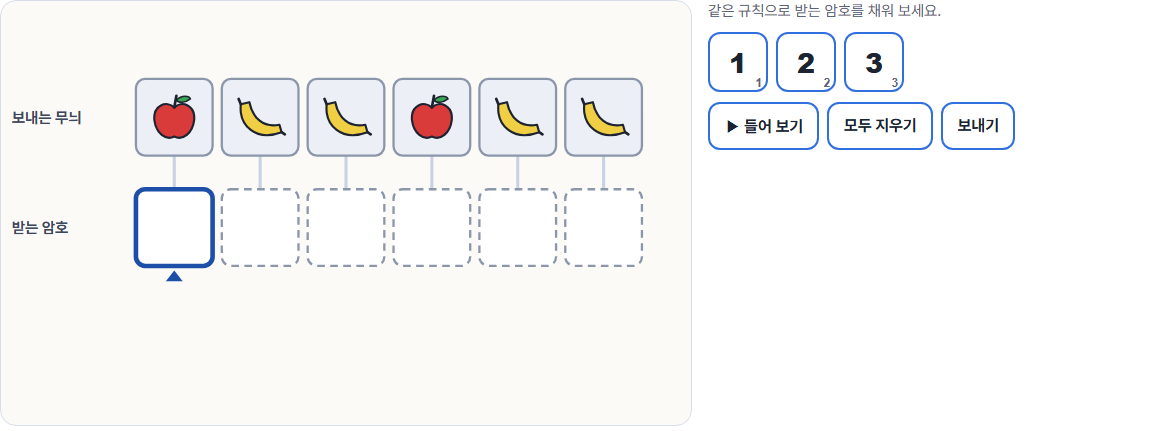 같은 규칙으로 받는 암호를 채워 보세요.
보내는 무늬
받는 암호
1 1
2 2
3 3
▶ 들어 보기
모두 지우기
보내기